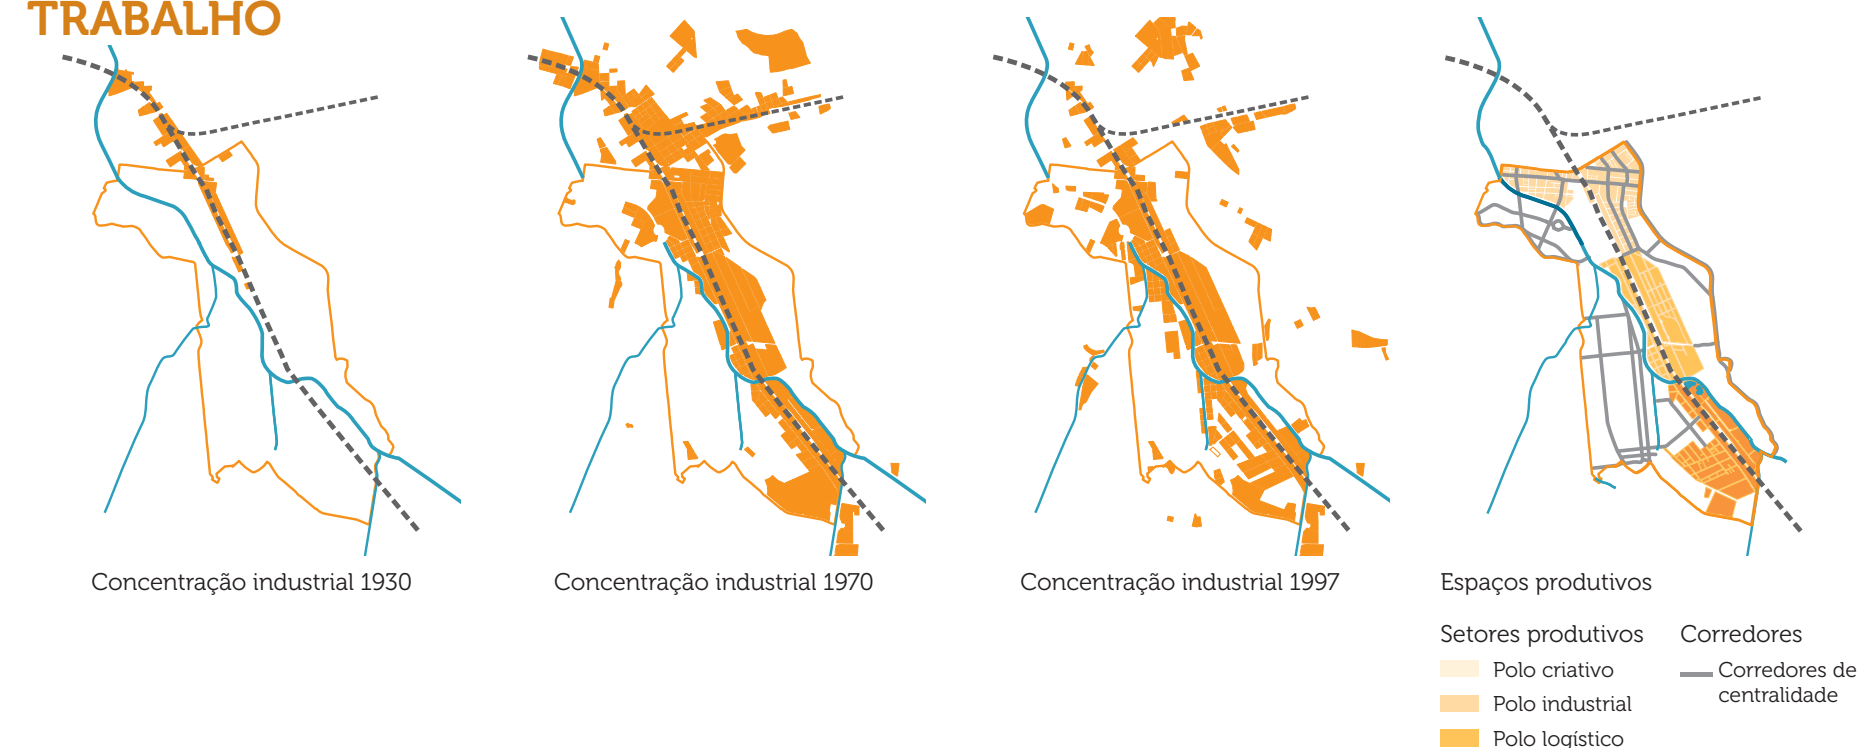 TRABALHO
Concentração industrial 1930
Concentração industrial 1970
Concentração industrial 1997
Espaços produtivos
Setores produtivos
Polo criativo
Polo industrial
Polo logístico
Corredores
Corredores de
centralidade